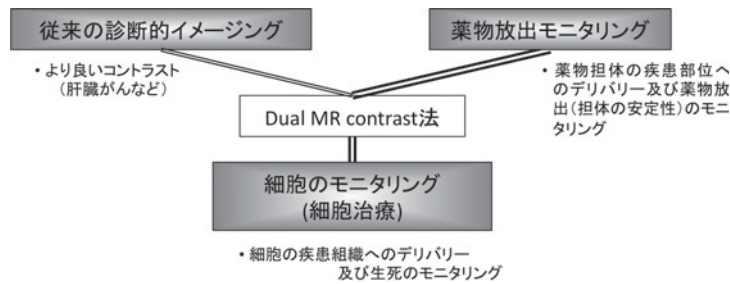 従来の診断的イメージング
・より良いコントラスト
(肝臓がんなど)
薬物放出モニタリング
・薬物担体の疾患部位へ
のデリバリー及び薬物放
出(担体の安定性)のモニ
タリング
Dual MR contrast法
細胞のモニタリング
(細胞治療)
・細胞の疾患組織へのデリバリー
及び生死のモニタリング